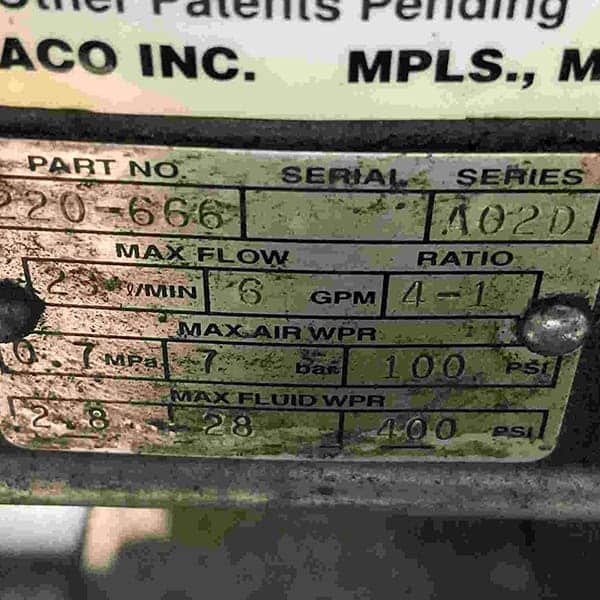 Other Patents Pending
ACO INC. MPLS., M
PART NO. SERIAL SERIES
220-666 A02D
MAX FLOW RATIO
23 l/MIN 6 GPM 4-1
MAX AIR WPR
0.7 MPa 7 bar 100 PSI
MAX FLUID WPR
2.8 28 400 PSI